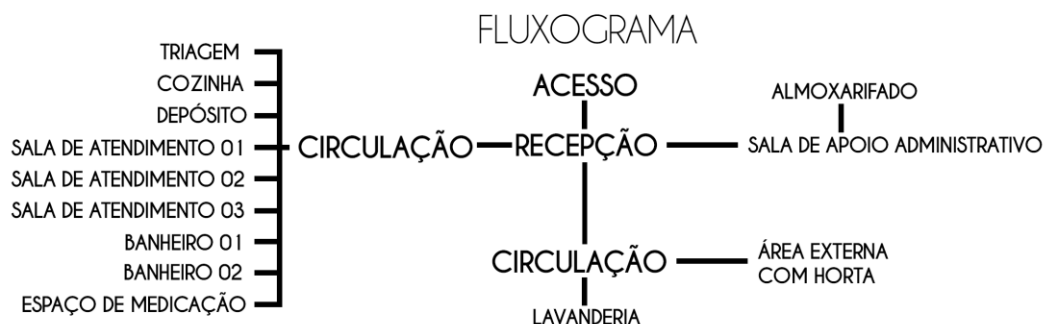 FLUXOGRAMA
TRIAGEM
COZINHA
DEPÓSITO
SALA DE ATENDIMENTO 01
SALA DE ATENDIMENTO 02
SALA DE ATENDIMENTO 03
BANHEIRO 01
BANHEIRO 02
ESPAÇO DE MEDICAÇÃO
CIRCULAÇÃO
ACESSO
RECEPÇÃO
CIRCULAÇÃO
LAVANDERIA
ALMOXARIFADO
SALA DE APOIO ADMINISTRATIVO
ÁREA EXTERNA
COM HORTA